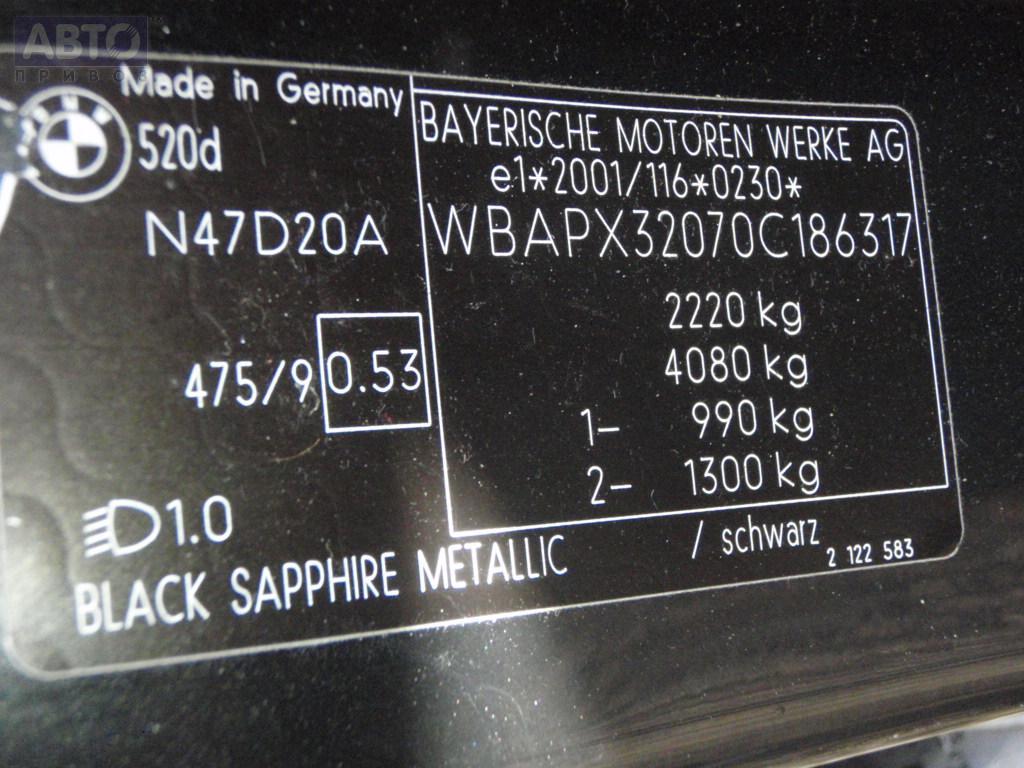 АВТО
ПРИВОЗ
Made in Germany
BMW
520d
N47D20A
475/9 0.53
1.0
BLACK SAPPHIRE METALLIC / schwarz
BAYERISCHE MOTOREN WERKE AG
e1*2001/116*0230*
WBAPX32070C186317
2220 kg
4080 kg
1- 990 kg
2- 1300 kg
2 122 583